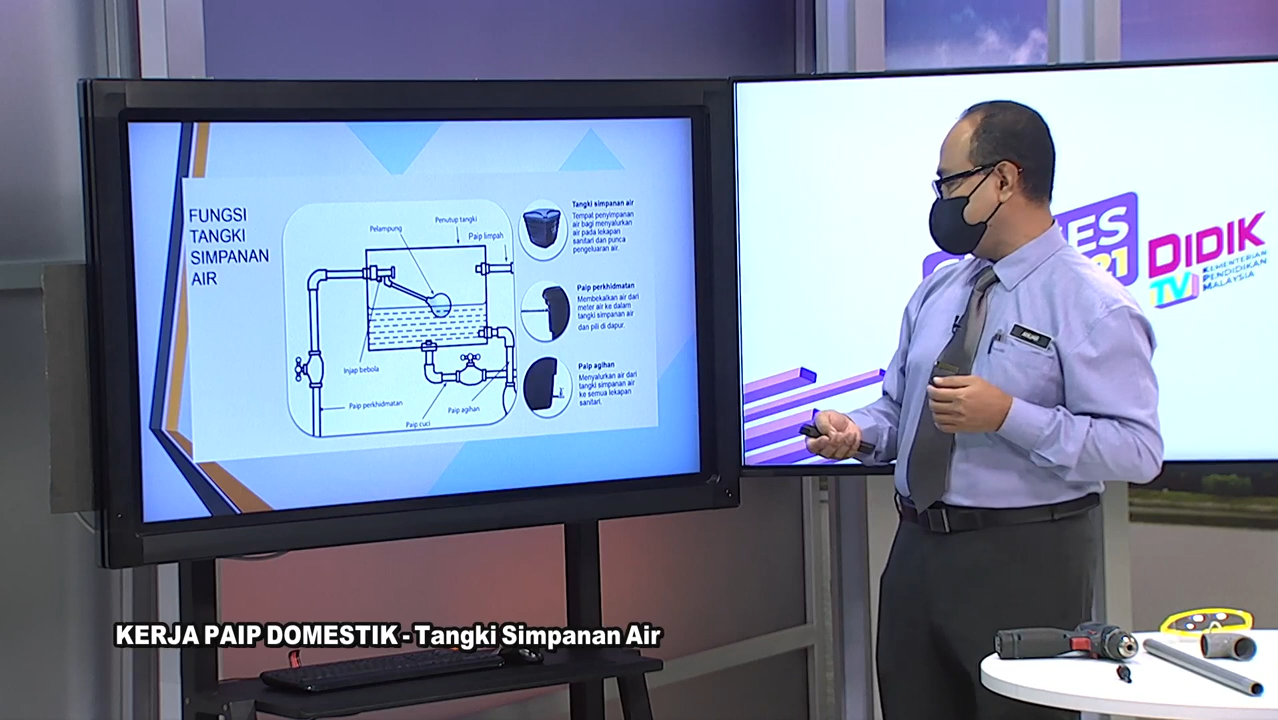 FUNGSI
TANGKI
SIMPANAN
AIR
Pelampung
Penutup tangki
Paip limpah
Injap bebola
Paip perkhidmatan
Paip cuci
Paip agihan
Tangki simpanan air
Tempat penyimpanan
air bagi menyalurkan
air pada lekapan
sanitari dan punca
pengeluaran air.
Paip perkhidmatan
Membekalkan air dari
meter air ke dalam
tangki simpanan air
dan pili di dapur.
Paip agihan
Menyalurkan air dari
tangki simpanan air
ke semua lekapan
sanitari.
ES
21
DIDIK
TV
KEMENTERIAN
PENDIDIKAN
MALAYSIA
KERJA PAIP DOMESTIK - Tangki Simpanan Air